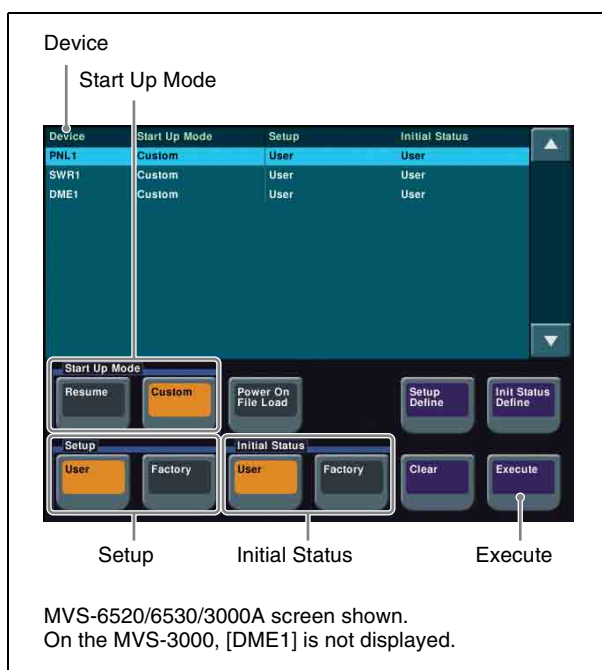 Device
Start Up Mode
Device Start Up Mode Setup Initial Status
PNL1 Custom User User
SWR1 Custom User User
DME1 Custom User User
Start Up Mode
Resume Custom Power On File Load Setup Define Init Status Define
Setup Initial Status
User Factory User Factory Clear Execute
Setup Initial Status Execute
MVS-6520/6530/3000A screen shown.
On the MVS-3000, [DME1] is not displayed.